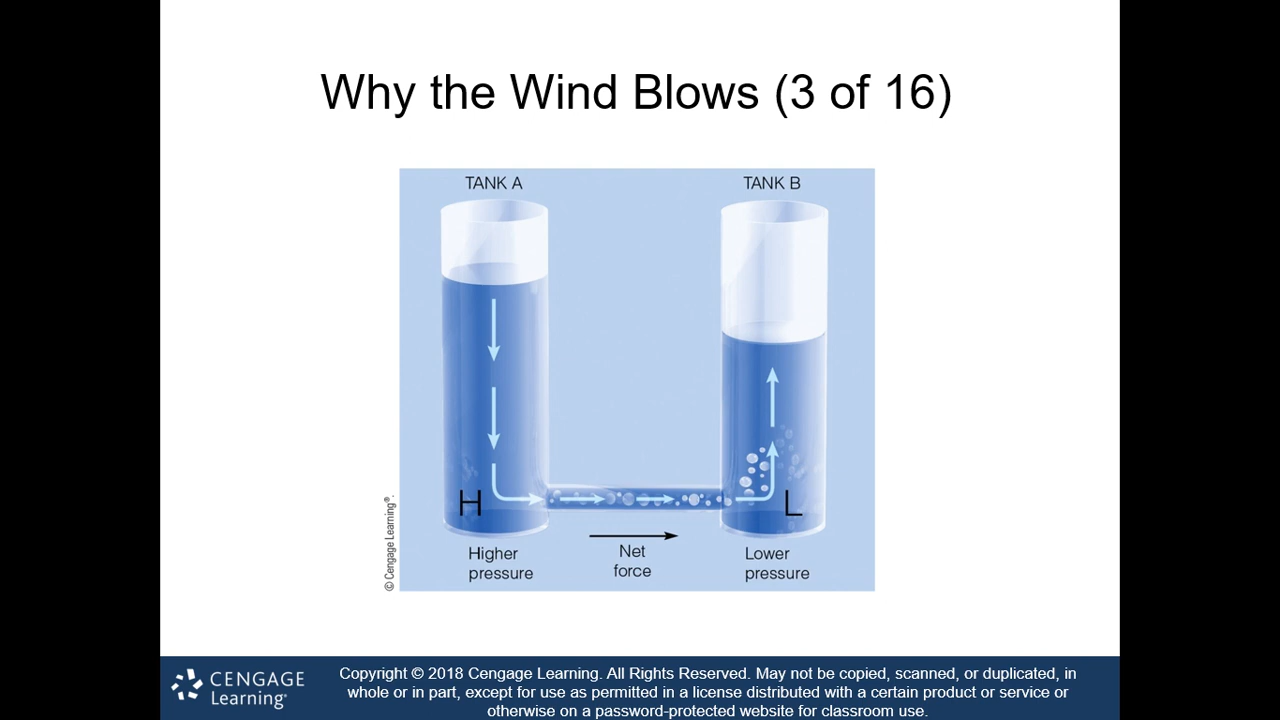 Why the Wind Blows (3 of 16)
TANK A
TANK B
H
L
Higher
pressure
Net
force
Lower
pressure
© Cengage Learning®.
CENGAGE
Learning®
Copyright © 2018 Cengage Learning. All Rights Reserved. May not be copied, scanned, or duplicated, in
whole or in part, except for use as permitted in a license distributed with a certain product or service or
otherwise on a password-protected website for classroom use.